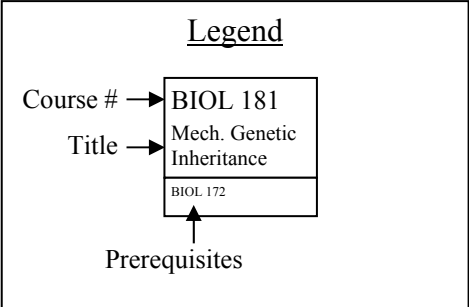 Legend
Course #
BIOL 181
Title
Mech. Genetic
Inheritance
BIOL 172
Prerequisites